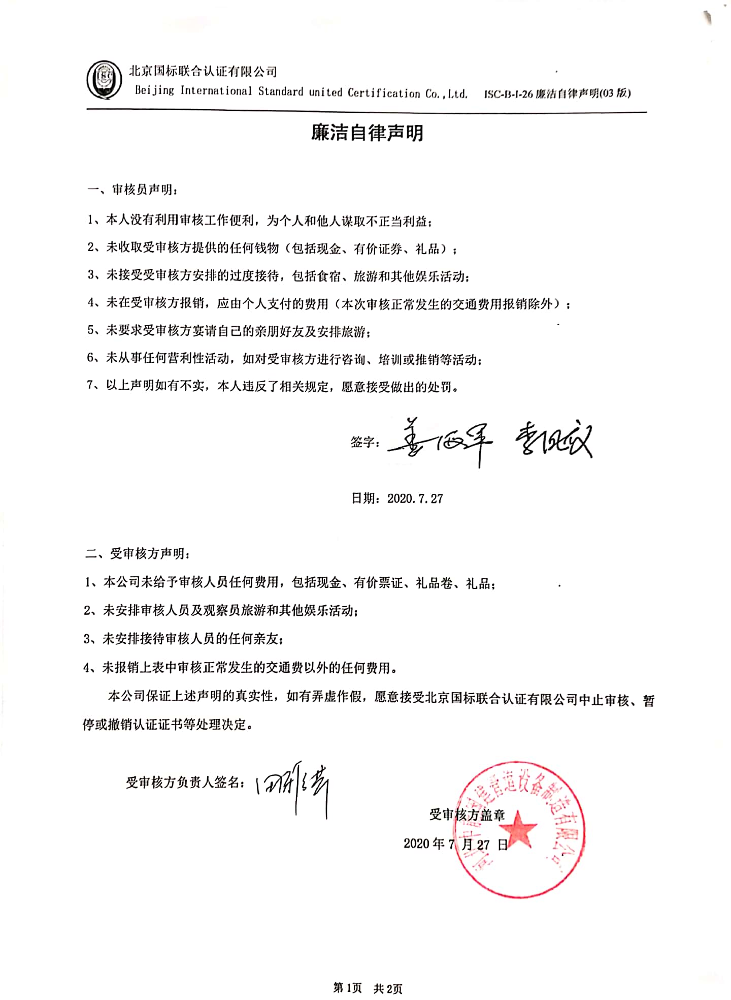 北京国标联合认证有限公司
Beijing International Standard united Certification Co.,Ltd. ISC-B-I-26 廉洁自律声明(03 版)
廉洁自律声明
一、审核员声明：
1、本人没有利用审核工作便利，为个人和他人谋取不正当利益；
2、未收取受审核方提供的任何钱物（包括现金、有价证券、礼品）；
3、未接受受审核方安排的过度接待，包括食宿、旅游和其他娱乐活动；
4、未在受审核方报销，应由个人支付的费用（本次审核正常发生的交通费用报销除外）；
5、未要求受审核方宴请自己的亲朋好友及安排旅游；
6、未从事任何营利性活动，如对受审核方进行咨询、培训或推销等活动；
7、以上声明如有不实，本人违反了相关规定，愿意接受做出的处罚。
签字：
日期：2020.7.27
二、受审核方声明：
1、本公司未给予审核人员任何费用，包括现金、有价票证、礼品卷、礼品；
2、未安排审核人员及观察员旅游和其他娱乐活动；
3、未安排接待审核人员的任何亲友；
4、未报销上表中审核正常发生的交通费以外的任何费用。
本公司保证上述声明的真实性，如有弄虚作假，愿意接受北京国标联合认证有限公司中止审核、暂
停或撤销认证证书等处理决定。
受审核方负责人签名：
受审核方盖章
2020 年 7 月 27 日
国建营造设备制造有限公司
第 1页 共 2页